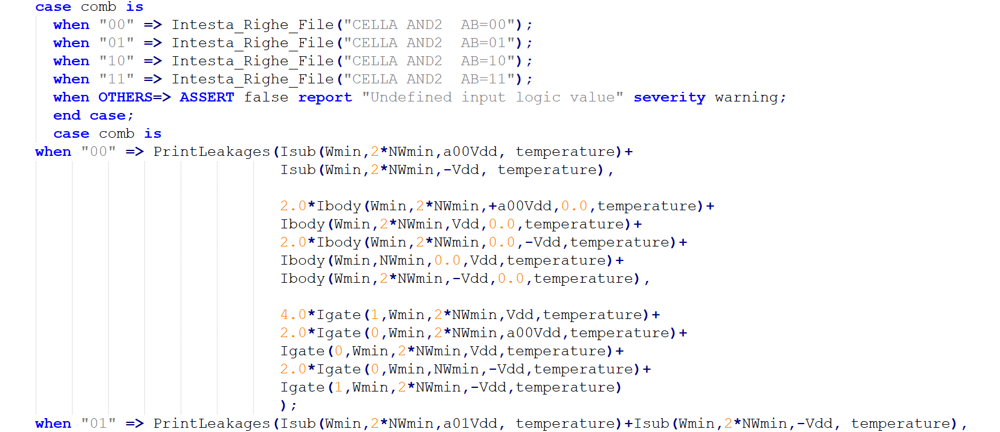 case comb is
when "00" => Intesta_Righe_File("CELLA AND2  AB=00");
when "01" => Intesta_Righe_File("CELLA AND2  AB=01");
when "10" => Intesta_Righe_File("CELLA AND2  AB=10");
when "11" => Intesta_Righe_File("CELLA AND2  AB=11");
when OTHERS=> ASSERT false report "Undefined input logic value" severity warning;
end case;
case comb is
when "00" => PrintLeakages(Isub(Wmin,2*NWmin,a00Vdd, temperature)+
Isub(Wmin,2*NWmin,-Vdd, temperature),
2.0*Ibody(Wmin,2*NWmin,+a00Vdd,0.0,temperature)+
Ibody(Wmin,2*NWmin,Vdd,0.0,temperature)+
2.0*Ibody(Wmin,2*NWmin,0.0,-Vdd,temperature)+
Ibody(Wmin,NWmin,0.0,Vdd,temperature)+
Ibody(Wmin,2*NWmin,-Vdd,0.0,temperature),
4.0*Igate(1,Wmin,2*NWmin,Vdd,temperature)+
2.0*Igate(0,Wmin,2*NWmin,a00Vdd,temperature)+
Igate(0,Wmin,2*NWmin,Vdd,temperature)+
2.0*Igate(0,Wmin,NWmin,-Vdd,temperature)+
Igate(1,Wmin,2*NWmin,-Vdd,temperature)
);
when "01" => PrintLeakages(Isub(Wmin,2*NWmin,a01Vdd, temperature)+Isub(Wmin,2*NWmin,-Vdd, temperature),